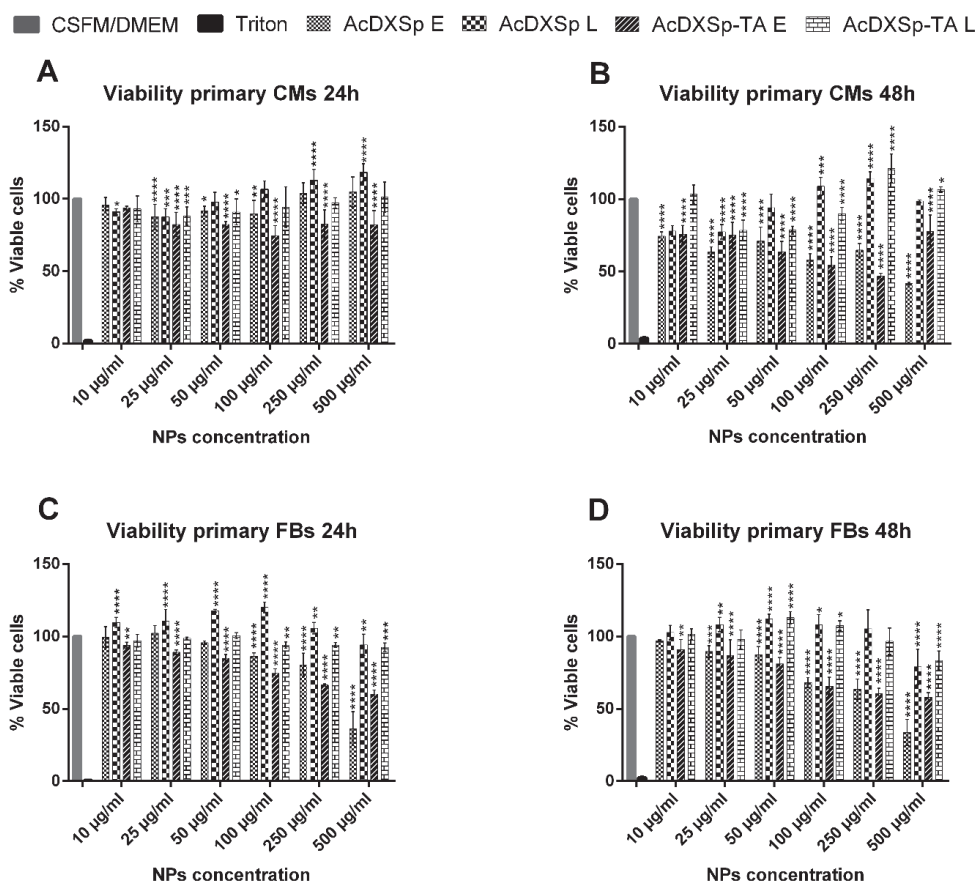 CSFM/DMEM Triton AcDXSp E AcDXSp L AcDXSp-TA E AcDXSp-TA L
A
Viability primary CMs 24h
% Viable cells
150
100
50
0
* **** *** **** **** * **** * ** **** **** **** **** ****
10 µg/ml
25 µg/ml
50 µg/ml
100 µg/ml
250 µg/ml
500 µg/ml
NPs concentration
B
Viability primary CMs 48h
% Viable cells
150
100
50
0
10 µg/ml
25 µg/ml
50 µg/ml
100 µg/ml
250 µg/ml
500 µg/ml
NPs concentration
C
Viability primary FBs 24h
% Viable cells
150
100
50
0
10 µg/ml
25 µg/ml
50 µg/ml
100 µg/ml
250 µg/ml
500 µg/ml
NPs concentration
D
Viability primary FBs 48h
% Viable cells
150
100
50
0
10 µg/ml
25 µg/ml
50 µg/ml
100 µg/ml
250 µg/ml
500 µg/ml
NPs concentration